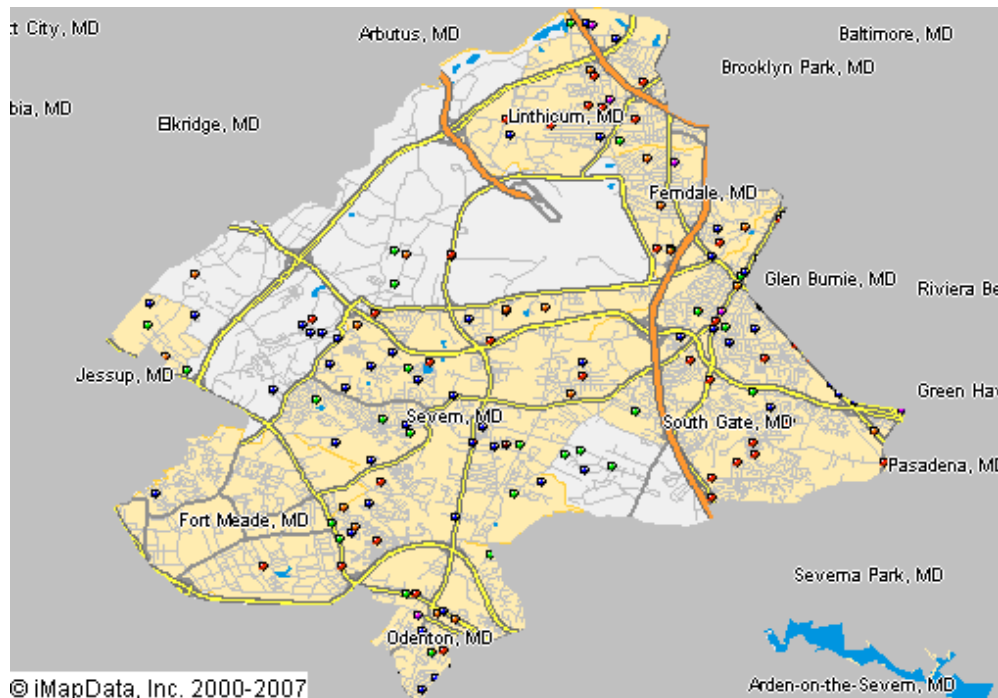 tt City, MD
Arbutus, MD
Baltimore, MD
Brooklyn Park, MD
bia, MD
Elkridge, MD
Linthicum, MD
Ferndale, MD
Glen Burnie, MD
Riviera Be
Jessup, MD
Green Hav
Severn, MD
South Gate, MD
Pasadena, MD
Fort Meade, MD
Severna Park, MD
Odenton, MD
Arden-on-the-Severn, MD
© iMapData, Inc. 2000-2007